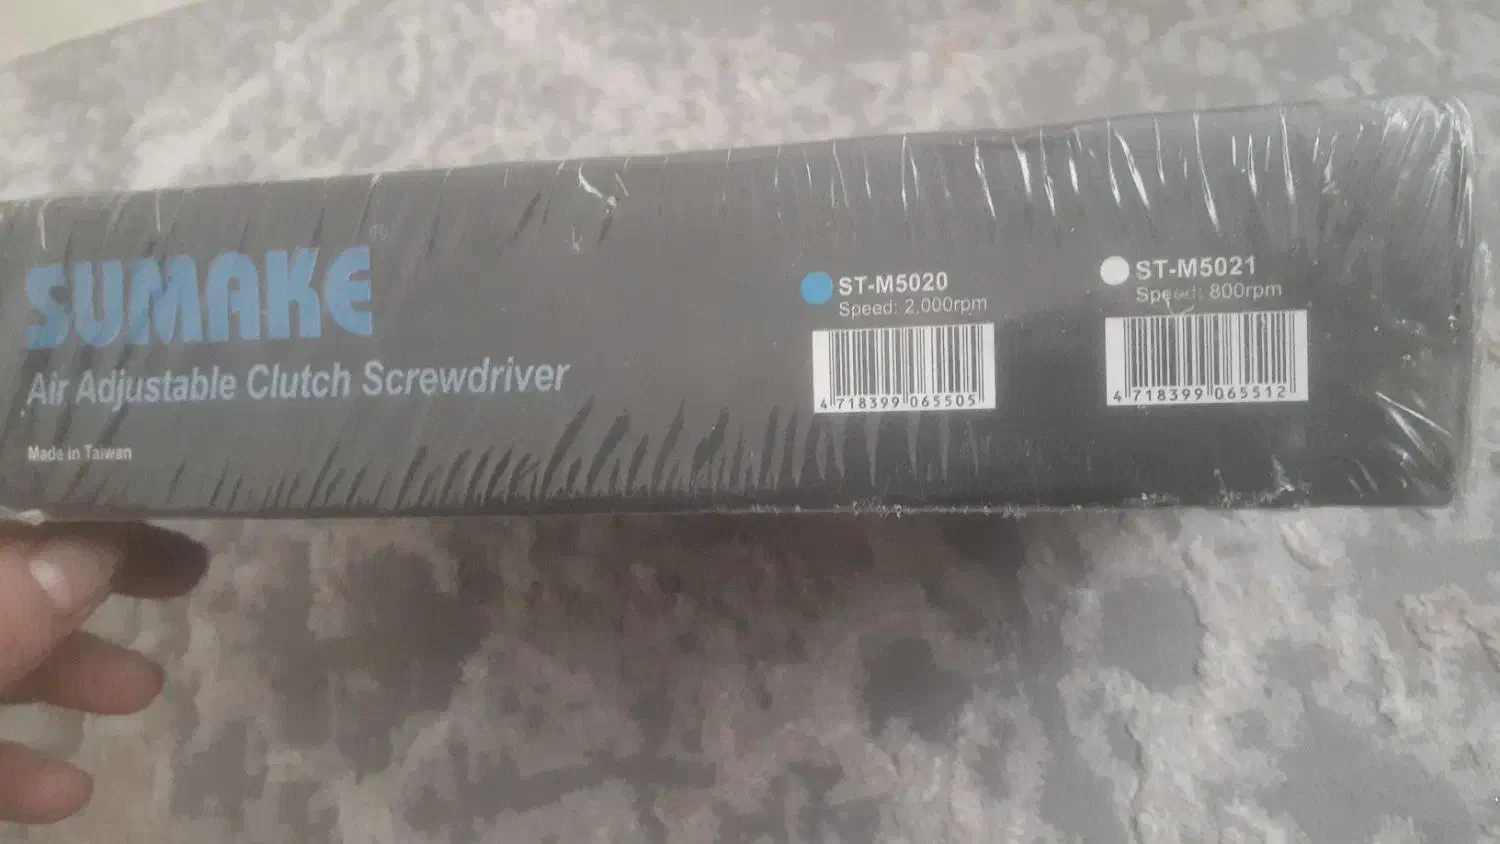 SUMAKE®
Air Adjustable Clutch Screwdriver
Made in Taiwan
ST-M5020
Speed: 2,000rpm
4 718399 065505
ST-M5021
Speed: 800rpm
4 718399 065512